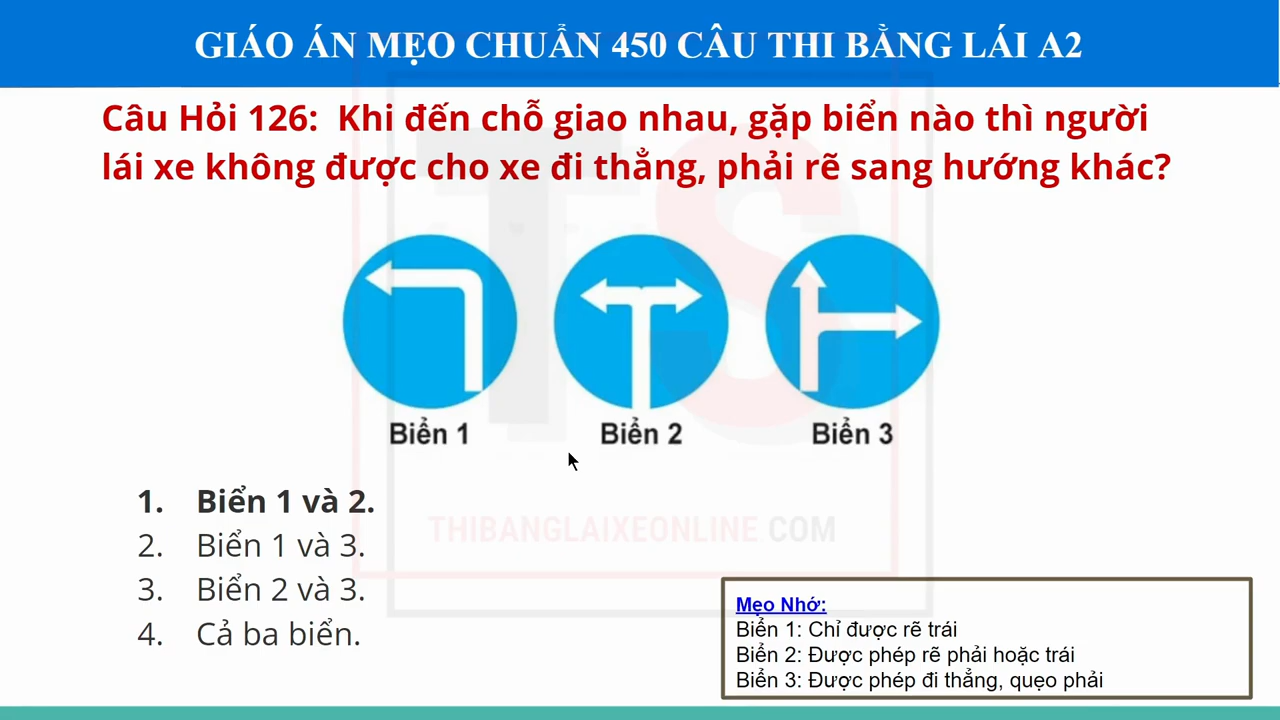 GIÁO ÁN MẸO CHUẨN 450 CÂU THI BẰNG LÁI A2
Câu Hỏi 126: Khi đến chỗ giao nhau, gặp biển nào thì người
lái xe không được cho xe đi thẳng, phải rẽ sang hướng khác?
TS
Biển 1 Biển 2 Biển 3
1. Biển 1 và 2.
THIBANGLAIXEONLINE.COM
2. Biển 1 và 3.
3. Biển 2 và 3.
4. Cả ba biển.
Mẹo Nhớ:
Biển 1: Chỉ được rẽ trái
Biển 2: Được phép rẽ phải hoặc trái
Biển 3: Được phép đi thẳng, quẹo phải